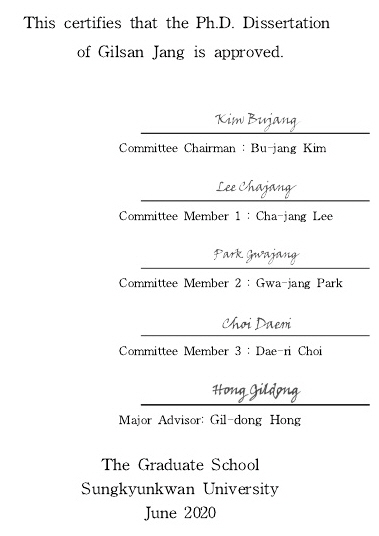 This certifies that the Ph.D. Dissertation
of Gilsan Jang is approved.
Kim Bujang
Committee Chairman : Bu-jang Kim
Lee Chajang
Committee Member 1 : Cha-jang Lee
Park Gwajang
Committee Member 2 : Gwa-jang Park
Choi Daeri
Committee Member 3 : Dae-ri Choi
Hong Gildong
Major Advisor: Gil-dong Hong
The Graduate School
Sungkyunkwan University
June 2020